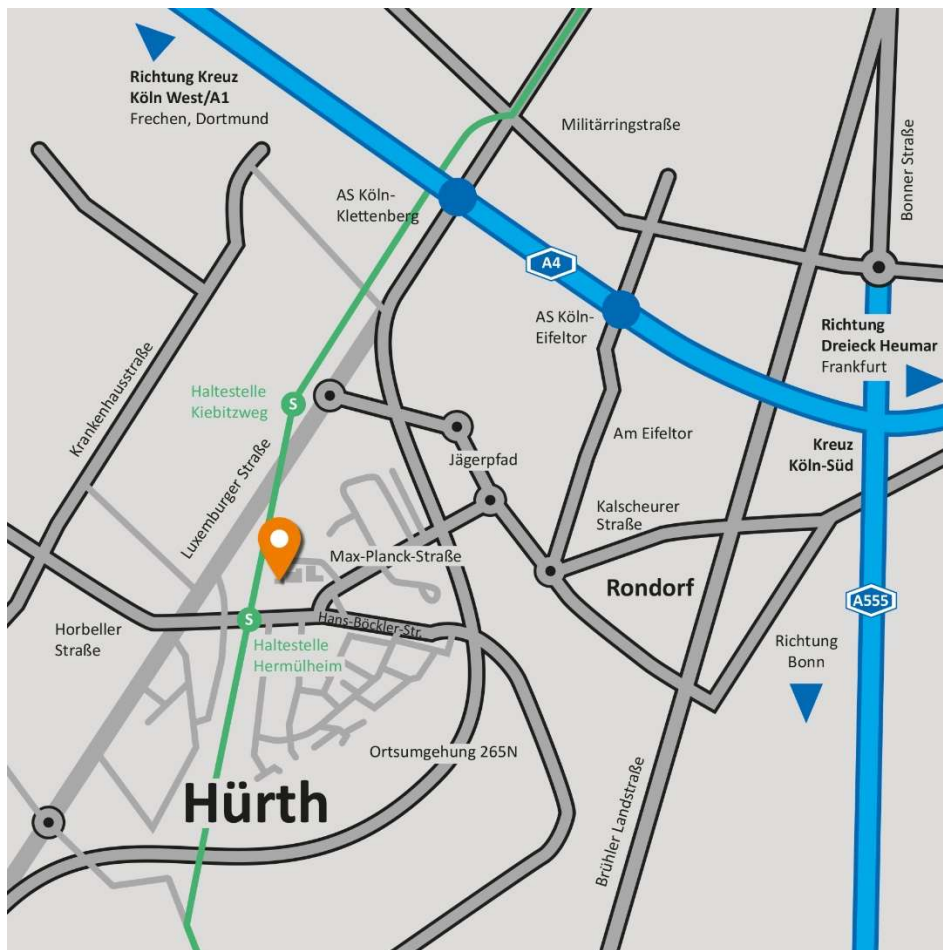 Richtung Kreuz
Köln West/A1
Frechen, Dortmund
Militärringstraße
Bonner Straße
AS Köln-
Klettenberg
A4
AS Köln-
Eifeltor
Richtung
Dreieck Heumar
Frankfurt
Krankenhausstraße
Haltestelle
Kiebitzweg
S
Luxemburger Straße
Jägerpfad
Am Eifeltor
Kreuz
Köln-Süd
Kalscheurer
Straße
Max-Planck-Straße
Rondorf
A555
Horbeller
Straße
S
Hans-Böckler-Str.
Haltestelle
Hermülheim
Richtung
Bonn
Ortsumgehung 265N
Hürth
Brühler Landstraße